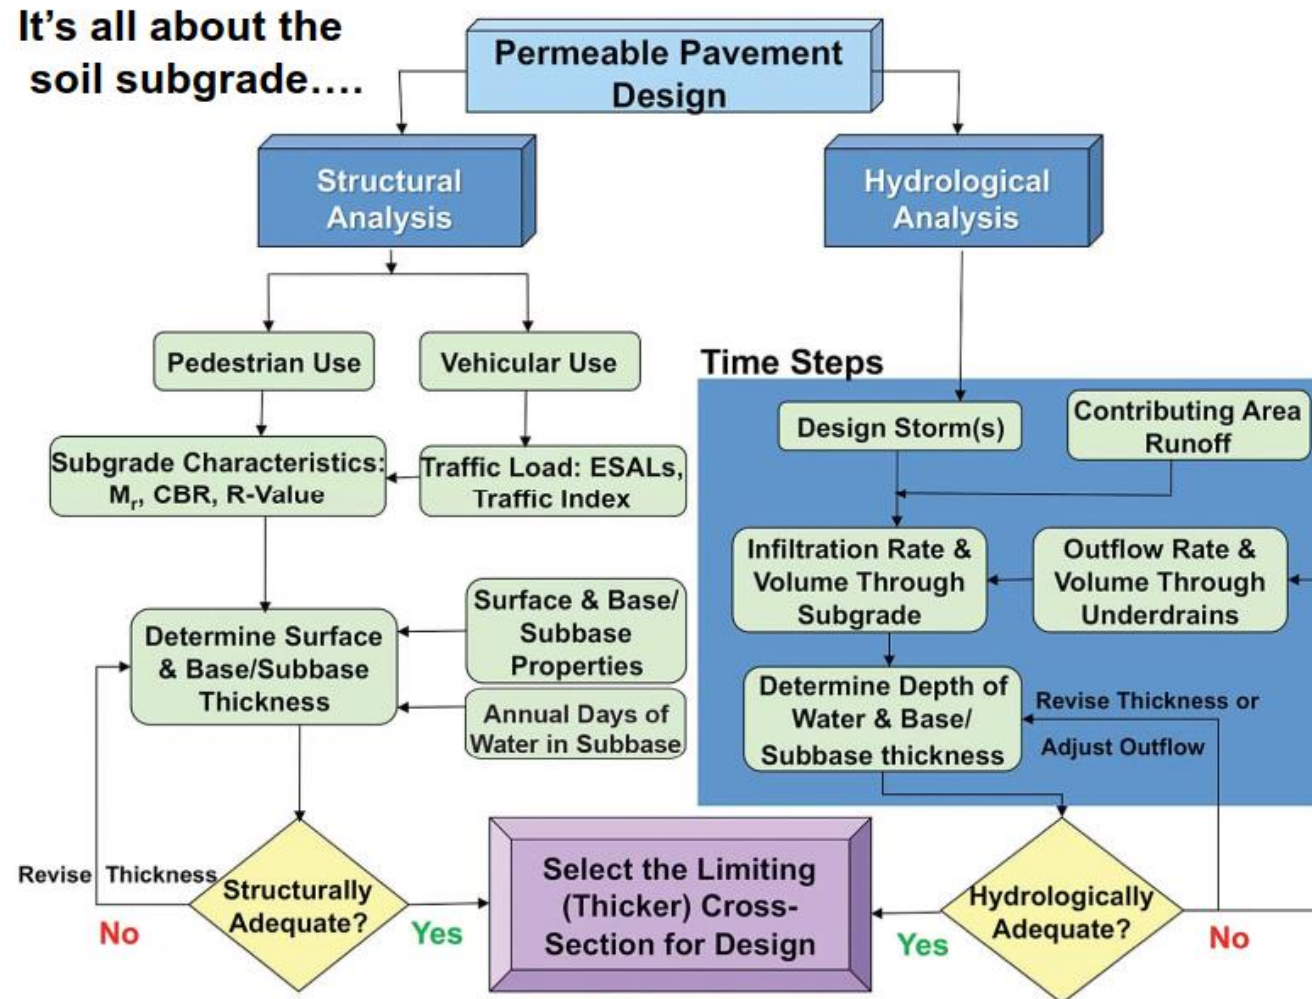 It's all about the
soil subgrade....
Permeable Pavement
Design
Structural
Analysis
Hydrological
Analysis
Pedestrian Use
Vehicular Use
Subgrade Characteristics:
Mr, CBR, R-Value
Traffic Load: ESALs,
Traffic Index
Determine Surface
& Base/Subbase
Thickness
Surface & Base/
Subbase
Properties
Annual Days of
Water in Subbase
Revise Thickness
Structurally
Adequate?
No
Yes
Time Steps
Design Storm(s)
Contributing Area
Runoff
Infiltration Rate &
Volume Through
Subgrade
Outflow Rate &
Volume Through
Underdrains
Determine Depth of
Water & Base/
Subbase thickness
Revise Thickness or
Adjust Outflow
Hydrologically
Adequate?
Yes
No
Select the Limiting
(Thicker) Cross-
Section for Design